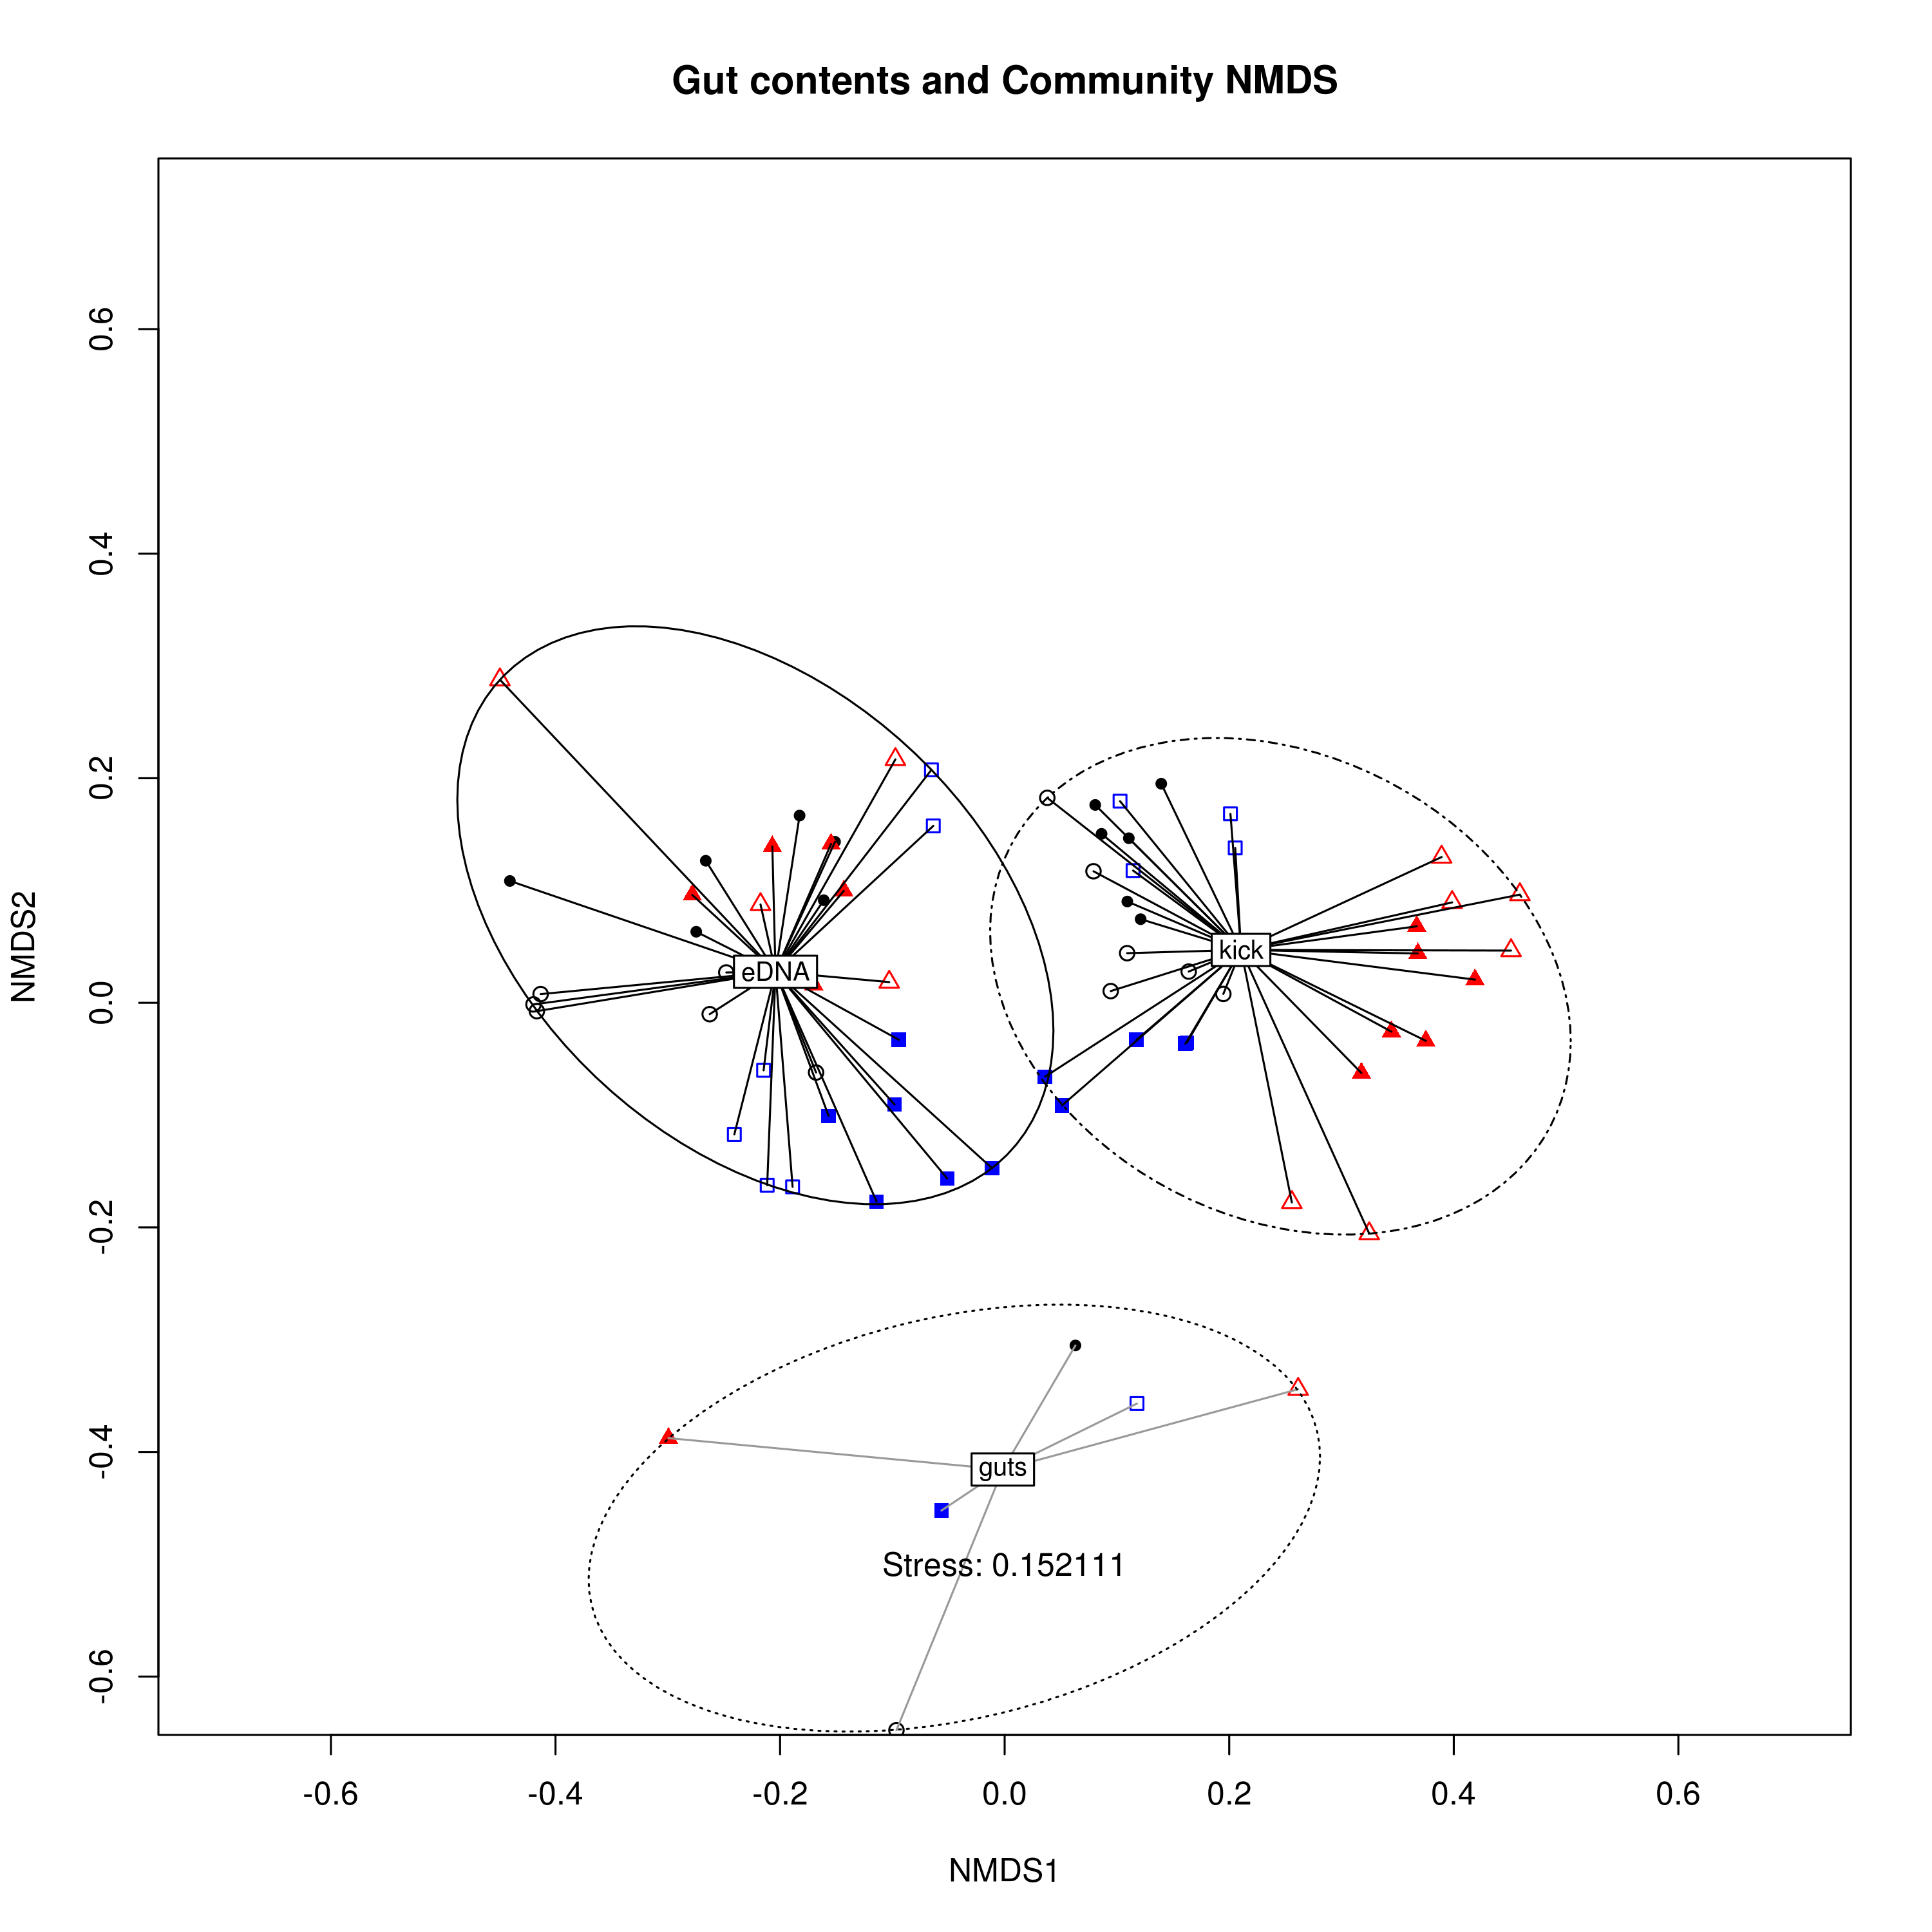 Gut contents and Community NMDS
NMDS2
0.6
0.4
0.2
0.0
-0.2
-0.4
-0.6
eDNA
kick
guts
Stress: 0.152111
-0.6 -0.4 -0.2 0.0 0.2 0.4 0.6
NMDS1